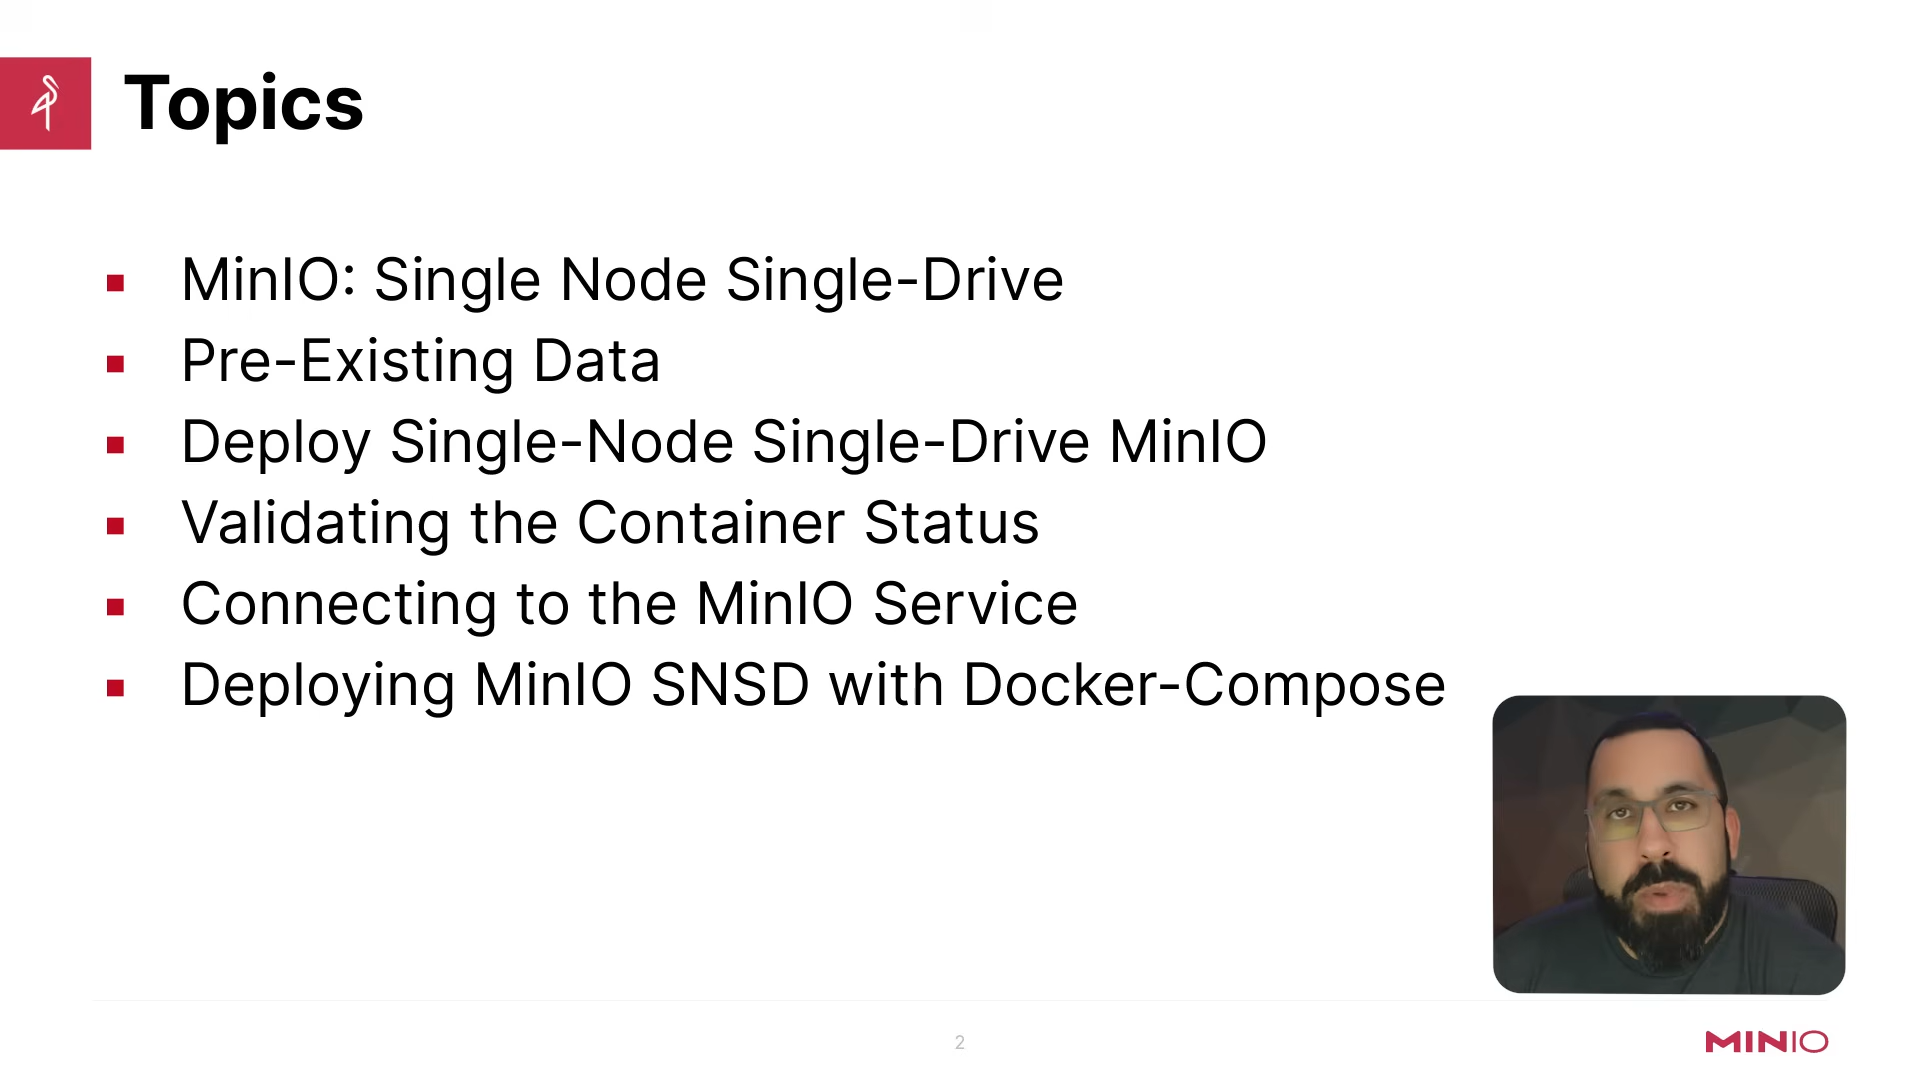 Topics
MinIO: Single Node Single-Drive
Pre-Existing Data
Deploy Single-Node Single-Drive MinIO
Validating the Container Status
Connecting to the MinIO Service
Deploying MinIO SNSD with Docker-Compose
2
MINIO